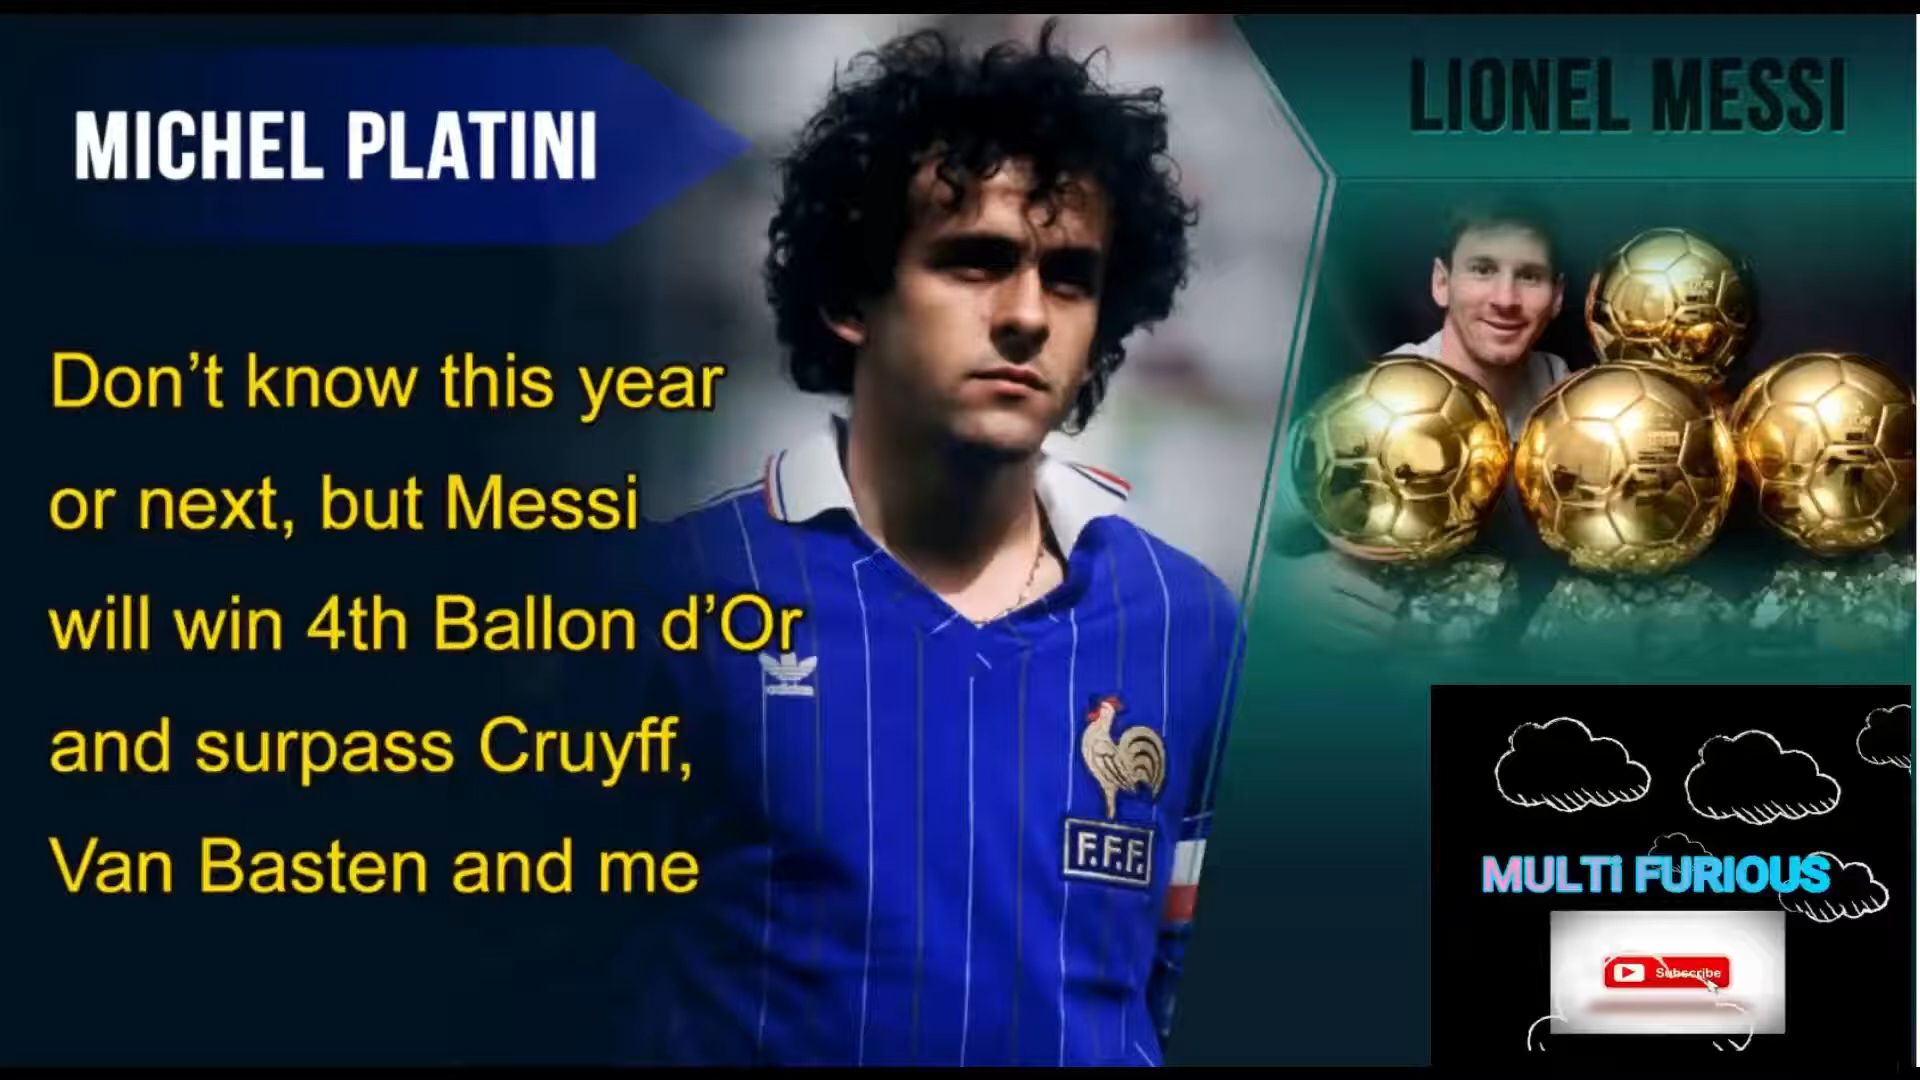 MICHEL PLATINI
LIONEL MESSI
Don’t know this year
or next, but Messi
will win 4th Ballon d’Or
and surpass Cruyff,
Van Basten and me
adidas
F.F.F.
MULTi FURIOUS
Subscribe